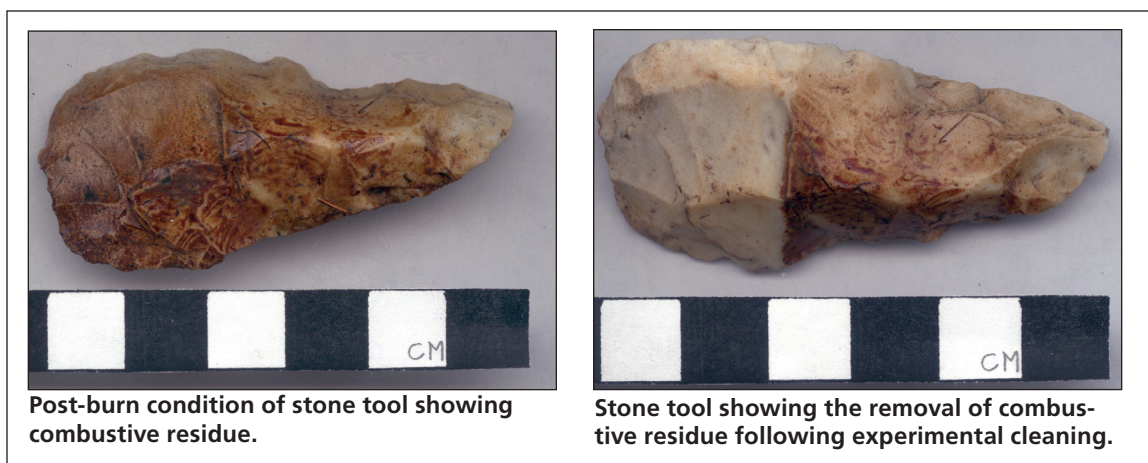 CM
Post-burn condition of stone tool showing
combustive residue.
CM
Stone tool showing the removal of combus-
tive residue following experimental cleaning.